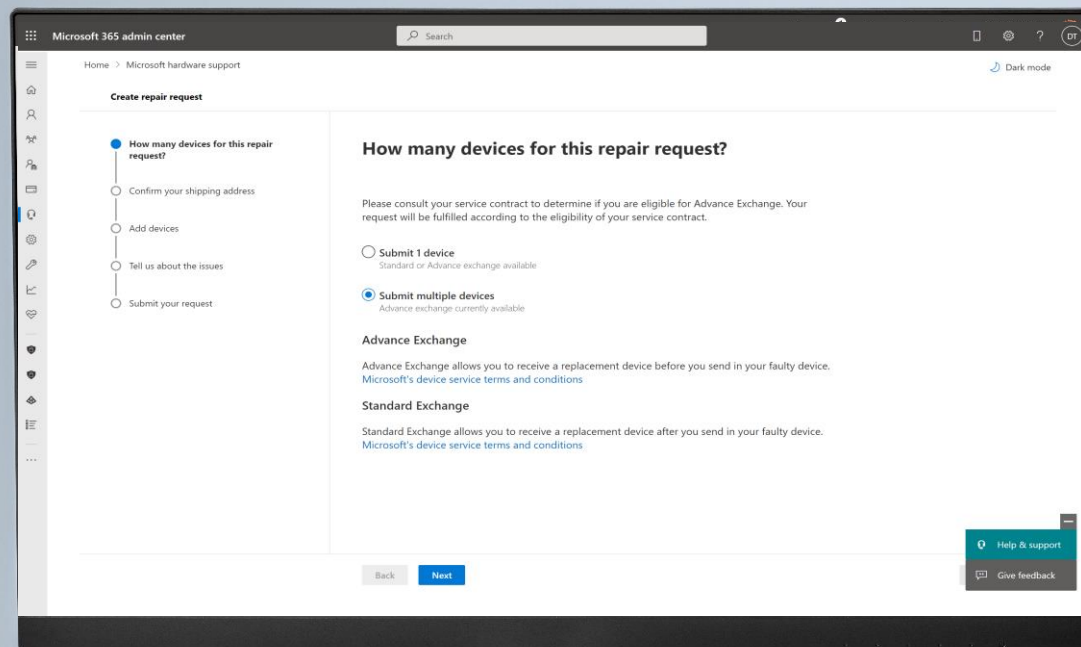 Microsoft 365 admin center
Search
DT
Home > Microsoft hardware support
Dark mode
Create repair request
How many devices for this repair
request?
Confirm your shipping address
Add devices
Tell us about the issues
Submit your request
How many devices for this repair request?
Please consult your service contract to determine if you are eligible for Advance Exchange. Your
request will be fulfilled according to the eligibility of your service contract.
Submit 1 device
Standard or Advance exchange available
Submit multiple devices
Advance exchange currently available
Advance Exchange
Advance Exchange allows you to receive a replacement device before you send in your faulty device.
Microsoft's device service terms and conditions
Standard Exchange
Standard Exchange allows you to receive a replacement device after you send in your faulty device.
Microsoft's device service terms and conditions
Back
Next
Help & support
Give feedback